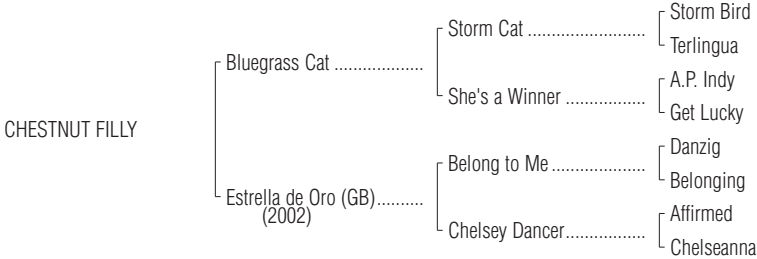 Storm Bird
Storm Cat .........................
Terlingua
Bluegrass Cat ...................
A.P. Indy
She's a Winner .................
Get Lucky
CHESTNUT FILLY
Danzig
Belong to Me ....................
Belonging
Estrella de Oro (GB)..........
(2002)
Affirmed
Chelsey Dancer.................
Chelseanna